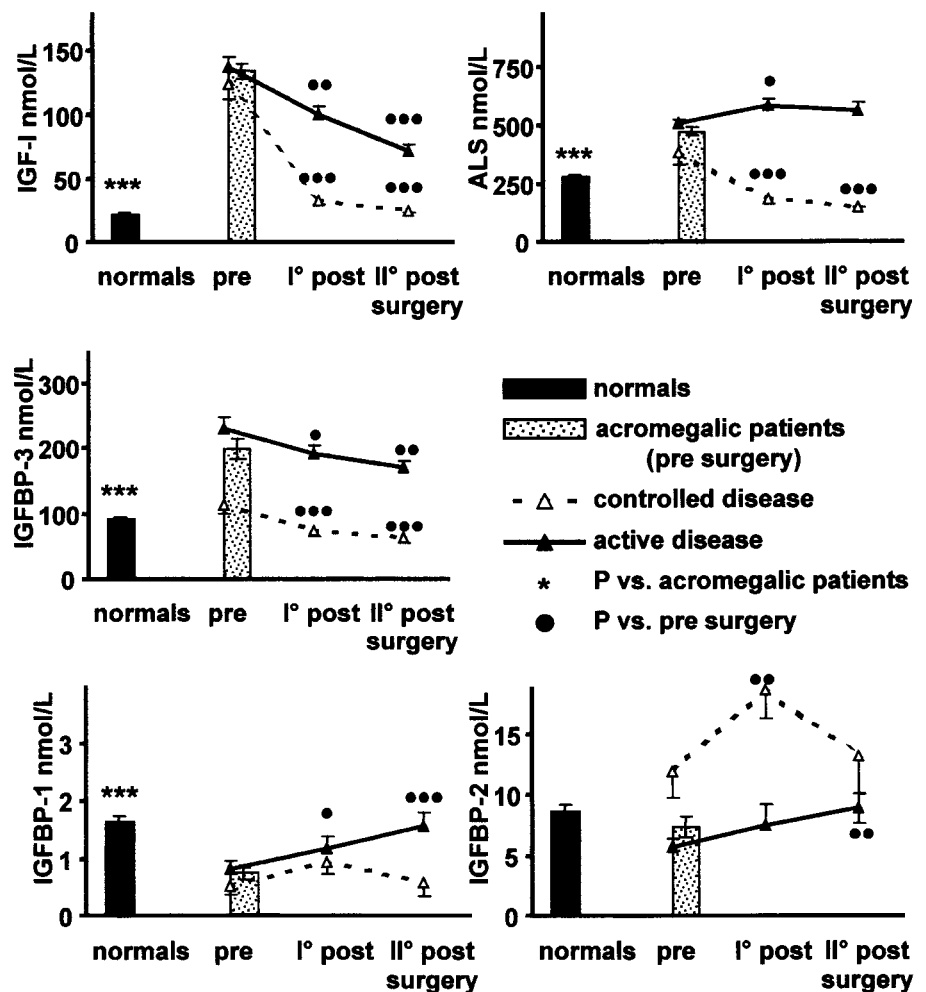 IGF-I nmol/L
150
100
50
0
***
●●
●●●
●●●
●●●
normals pre I° post II° post
surgery
ALS nmol/L
750
500
250
0
***
●
●●●
●●●
normals pre I° post II° post
surgery
IGFBP-3 nmol/L
300
200
100
0
***
●
●●
●●●
●●●
normals pre I° post II° post
surgery
normals
acromegalic patients
(pre surgery)
controlled disease
active disease
* P vs. acromegalic patients
● P vs. pre surgery
IGFBP-1 nmol/L
3
2
1
0
***
●
●●●
normals pre I° post II° post
surgery
IGFBP-2 nmol/L
15
10
5
0
●●
●●
normals pre I° post II° post
surgery